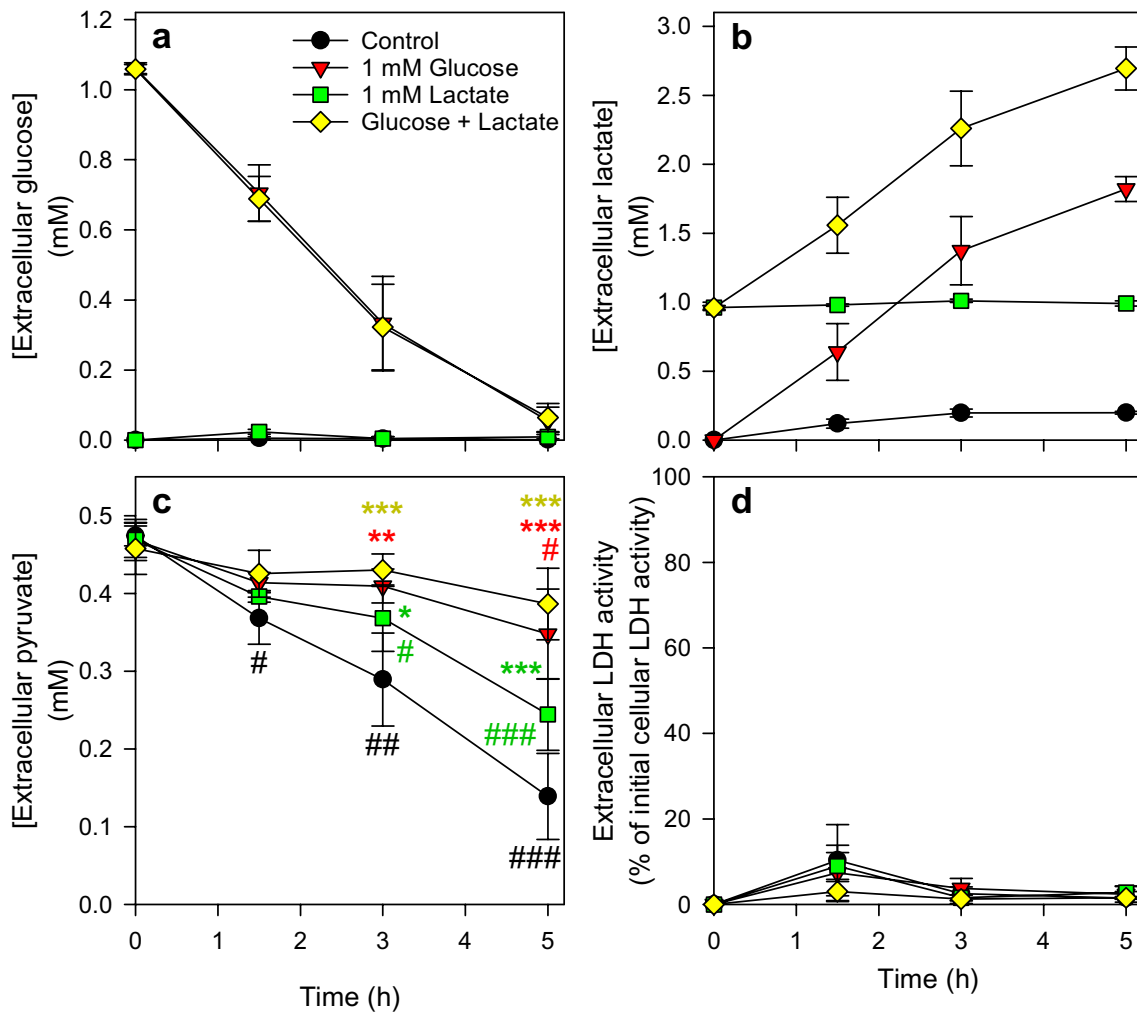 a
Control
1 mM Glucose
1 mM Lactate
Glucose + Lactate
[Extracellular glucose]
(mM)
1.2
1.0
0.8
0.6
0.4
0.2
0.0
b
[Extracellular lactate]
(mM)
3.0
2.5
2.0
1.5
1.0
0.5
0.0
c
[Extracellular pyruvate]
(mM)
0.5
0.4
0.3
0.2
0.1
0.0
*** ***
** ***
#
*
#
***
#
##
###
###
0 1 2 3 4 5
Time (h)
d
Extracellular LDH activity
(% of initial cellular LDH activity)
100
80
60
40
20
0
0 1 2 3 4 5
Time (h)